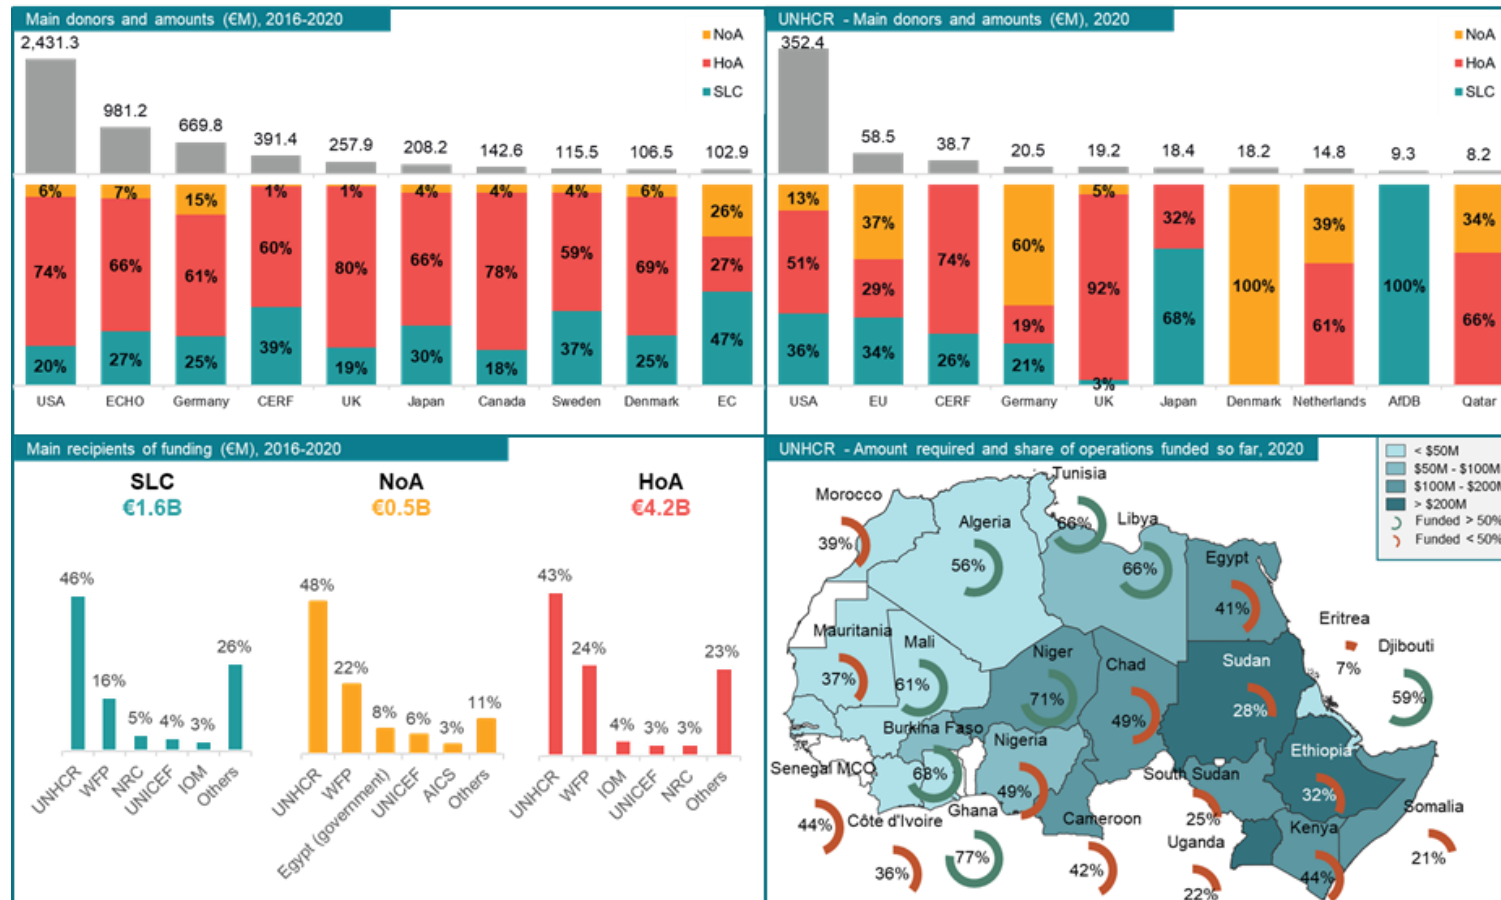 Main donors and amounts (€M), 2016-2020
2,431.3
981.2
669.8
391.4
257.9
208.2
142.6
115.5
106.5
102.9
NoA
HoA
SLC
6%
7%
15%
1%
1%
4%
4%
4%
6%
26%
74%
66%
61%
60%
80%
66%
78%
59%
69%
27%
20%
27%
25%
39%
19%
30%
18%
37%
25%
47%
USA
ECHO
Germany
CERF
UK
Japan
Canada
Sweden
Denmark
EC
UNHCR - Main donors and amounts (€M), 2020
352.4
58.5
38.7
20.5
19.2
18.4
18.2
14.8
9.3
8.2
NoA
HoA
SLC
13%
37%
60%
5%
100%
39%
34%
51%
29%
74%
19%
92%
32%
61%
66%
36%
34%
26%
21%
3%
68%
100%
USA
EU
CERF
Germany
UK
Japan
Denmark
Netherlands
AfDB
Qatar
Main recipients of funding (€M), 2016-2020
SLC
€1.6B
46%
16%
5%
4%
3%
26%
UNHCR
WFP
NRC
UNICEF
IOM
Others
NoA
€0.5B
48%
22%
8%
6%
3%
11%
UNHCR
WFP
Egypt (government)
UNICEF
AICS
Others
HoA
€4.2B
43%
24%
4%
3%
3%
23%
UNHCR
WFP
IOM
UNICEF
NRC
Others
UNHCR - Amount required and share of operations funded so far, 2020
< $50M
$50M - $100M
$100M - $200M
> $200M
Funded > 50%
Funded < 50%
Tunisia
66%
Morocco
39%
Algeria
56%
Libya
66%
Egypt
41%
Eritrea
7%
Djibouti
59%
Mauritania
37%
Mali
61%
Niger
71%
Chad
49%
Sudan
28%
Burkina Faso
68%
Nigeria
49%
Ethiopia
32%
Senegal MCO
44%
Côte d'Ivoire
36%
Ghana
77%
Cameroon
42%
South Sudan
25%
Uganda
22%
Kenya
44%
Somalia
21%